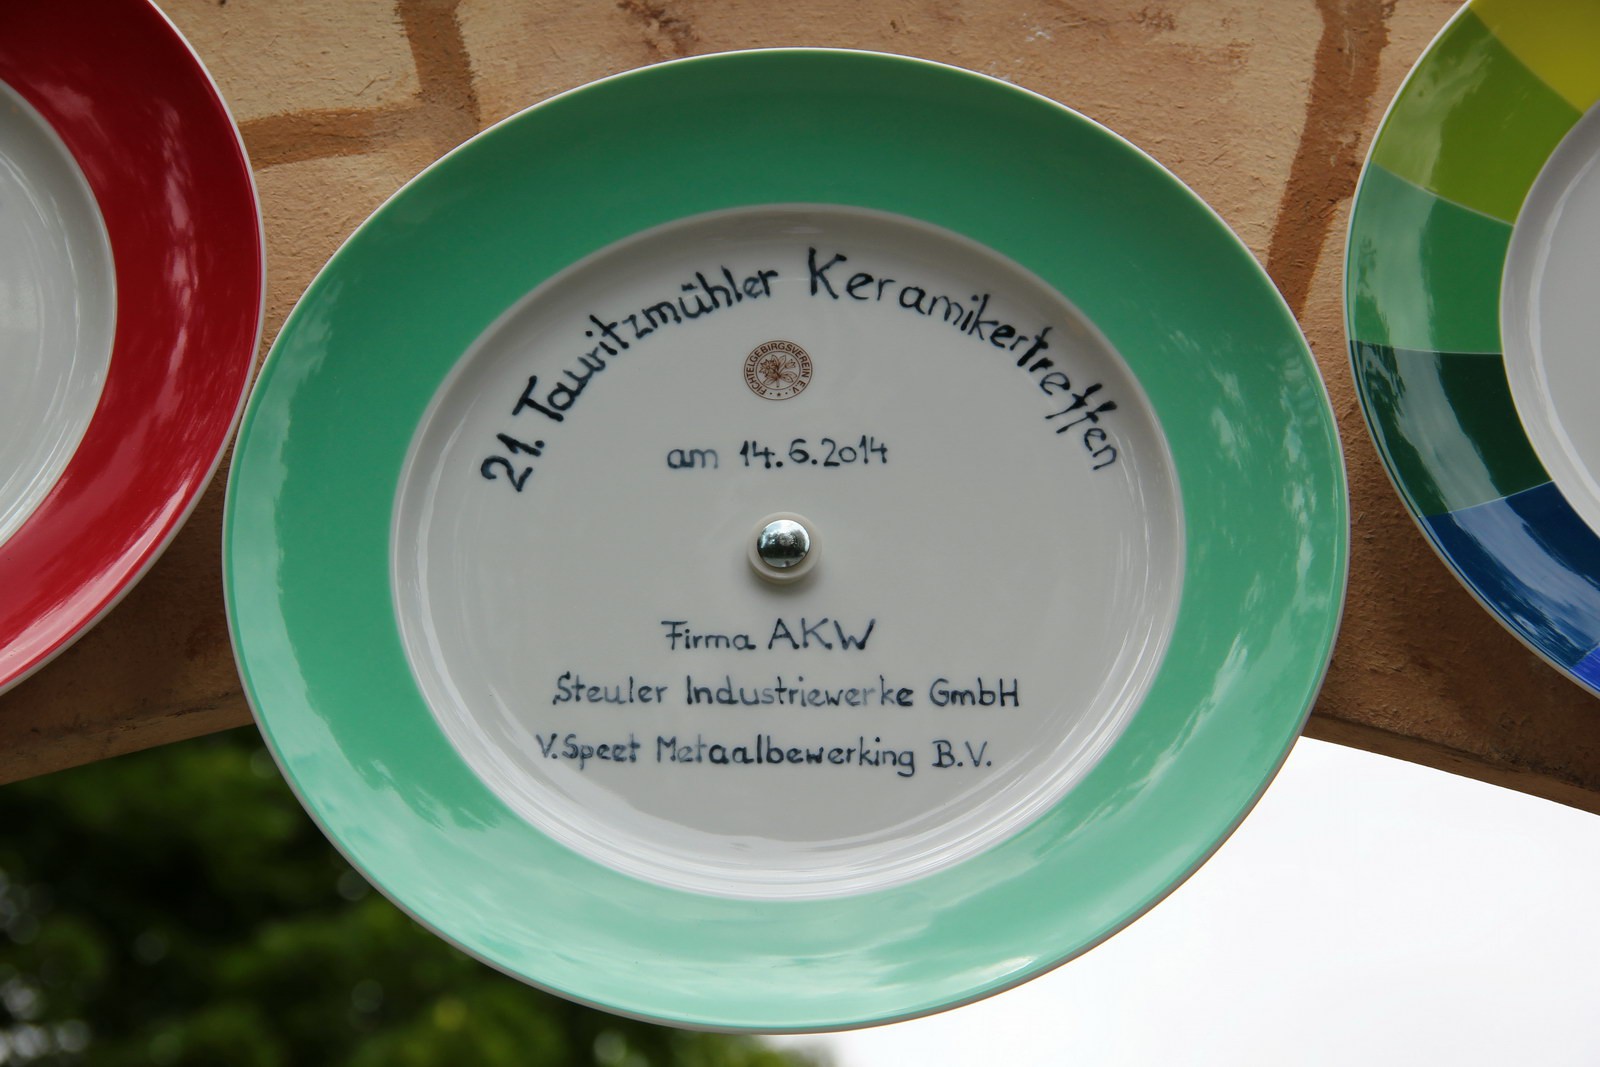 21. Tauritzmühler Keramikertreffen
FICHTELGEBIRGSVEREIN E.V.
am 14.6.2014
Firma AKW
Steuler Industriewerke GmbH
V. Speet Metaalbewerking B.V.